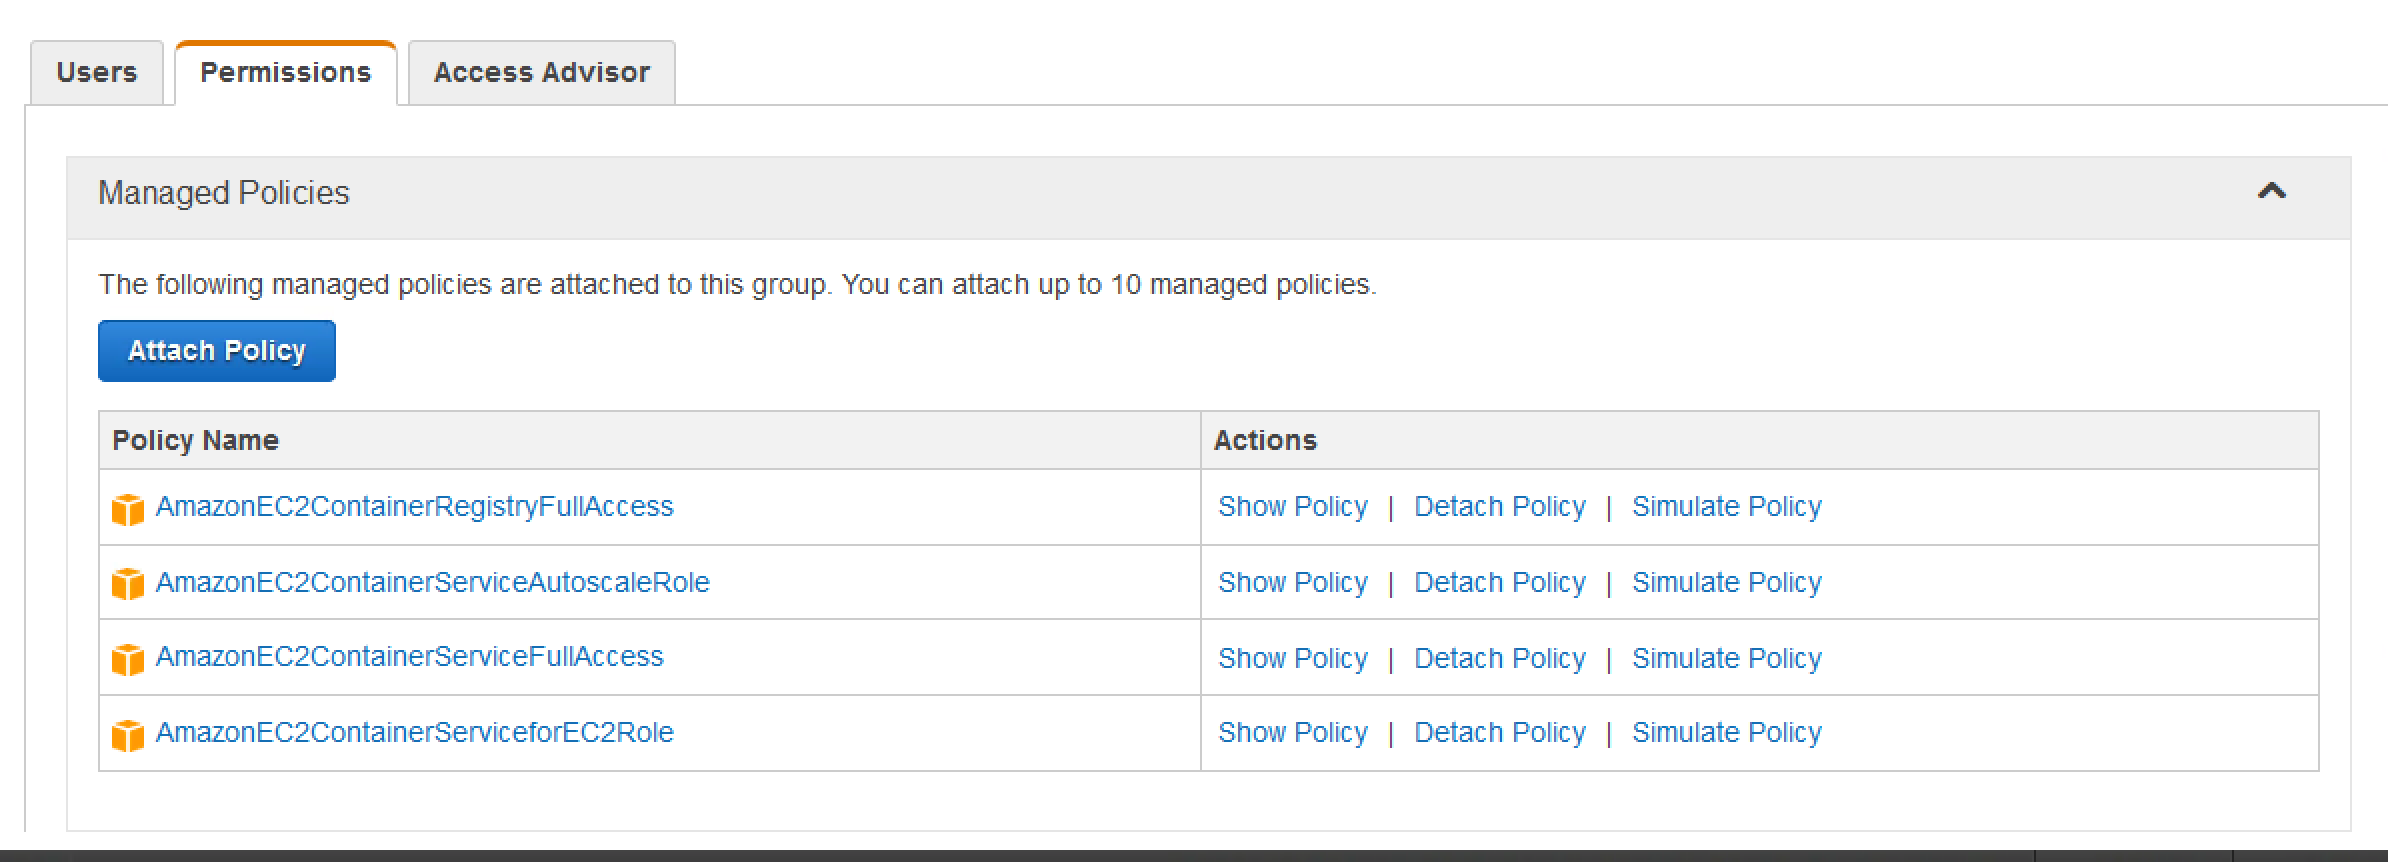 Users Permissions Access Advisor
Managed Policies
The following managed policies are attached to this group. You can attach up to 10 managed policies.
Attach Policy
Policy Name Actions
AmazonEC2ContainerRegistryFullAccess Show Policy | Detach Policy | Simulate Policy
AmazonEC2ContainerServiceAutoscaleRole Show Policy | Detach Policy | Simulate Policy
AmazonEC2ContainerServiceFullAccess Show Policy | Detach Policy | Simulate Policy
AmazonEC2ContainerServiceforEC2Role Show Policy | Detach Policy | Simulate Policy